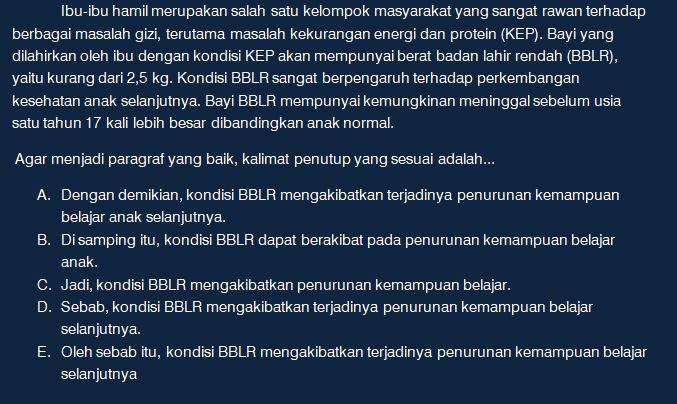 Ibu-ibu hamil merupakan salah satu kelompok masyarakat yang sangat rawan terhadap
berbagai masalah gizi, terutama masalah kekurangan energi dan protein (KEP). Bayi yang
dilahirkan oleh ibu dengan kondisi KEP akan mempunyai berat badan lahir rendah (BBLR),
yaitu kurang dari 2,5 kg. Kondisi BBLR sangat berpengaruh terhadap perkembangan
kesehatan anak selanjutnya. Bayi BBLR mempunyai kemungkinan meninggal sebelum usia
satu tahun 17 kali lebih besar dibandingkan anak normal.
Agar menjadi paragraf yang baik, kalimat penutup yang sesuai adalah...
A. Dengan demikian, kondisi BBLR mengakibatkan terjadinya penurunan kemampuan
belajar anak selanjutnya.
B. Di samping itu, kondisi BBLR dapat berakibat pada penurunan kemampuan belajar
anak.
C. Jadi, kondisi BBLR mengakibatkan penurunan kemampuan belajar.
D. Sebab, kondisi BBLR mengakibatkan terjadinya penurunan kemampuan belajar
selanjutnya.
E. Oleh sebab itu, kondisi BBLR mengakibatkan terjadinya penurunan kemampuan belajar
selanjutnya